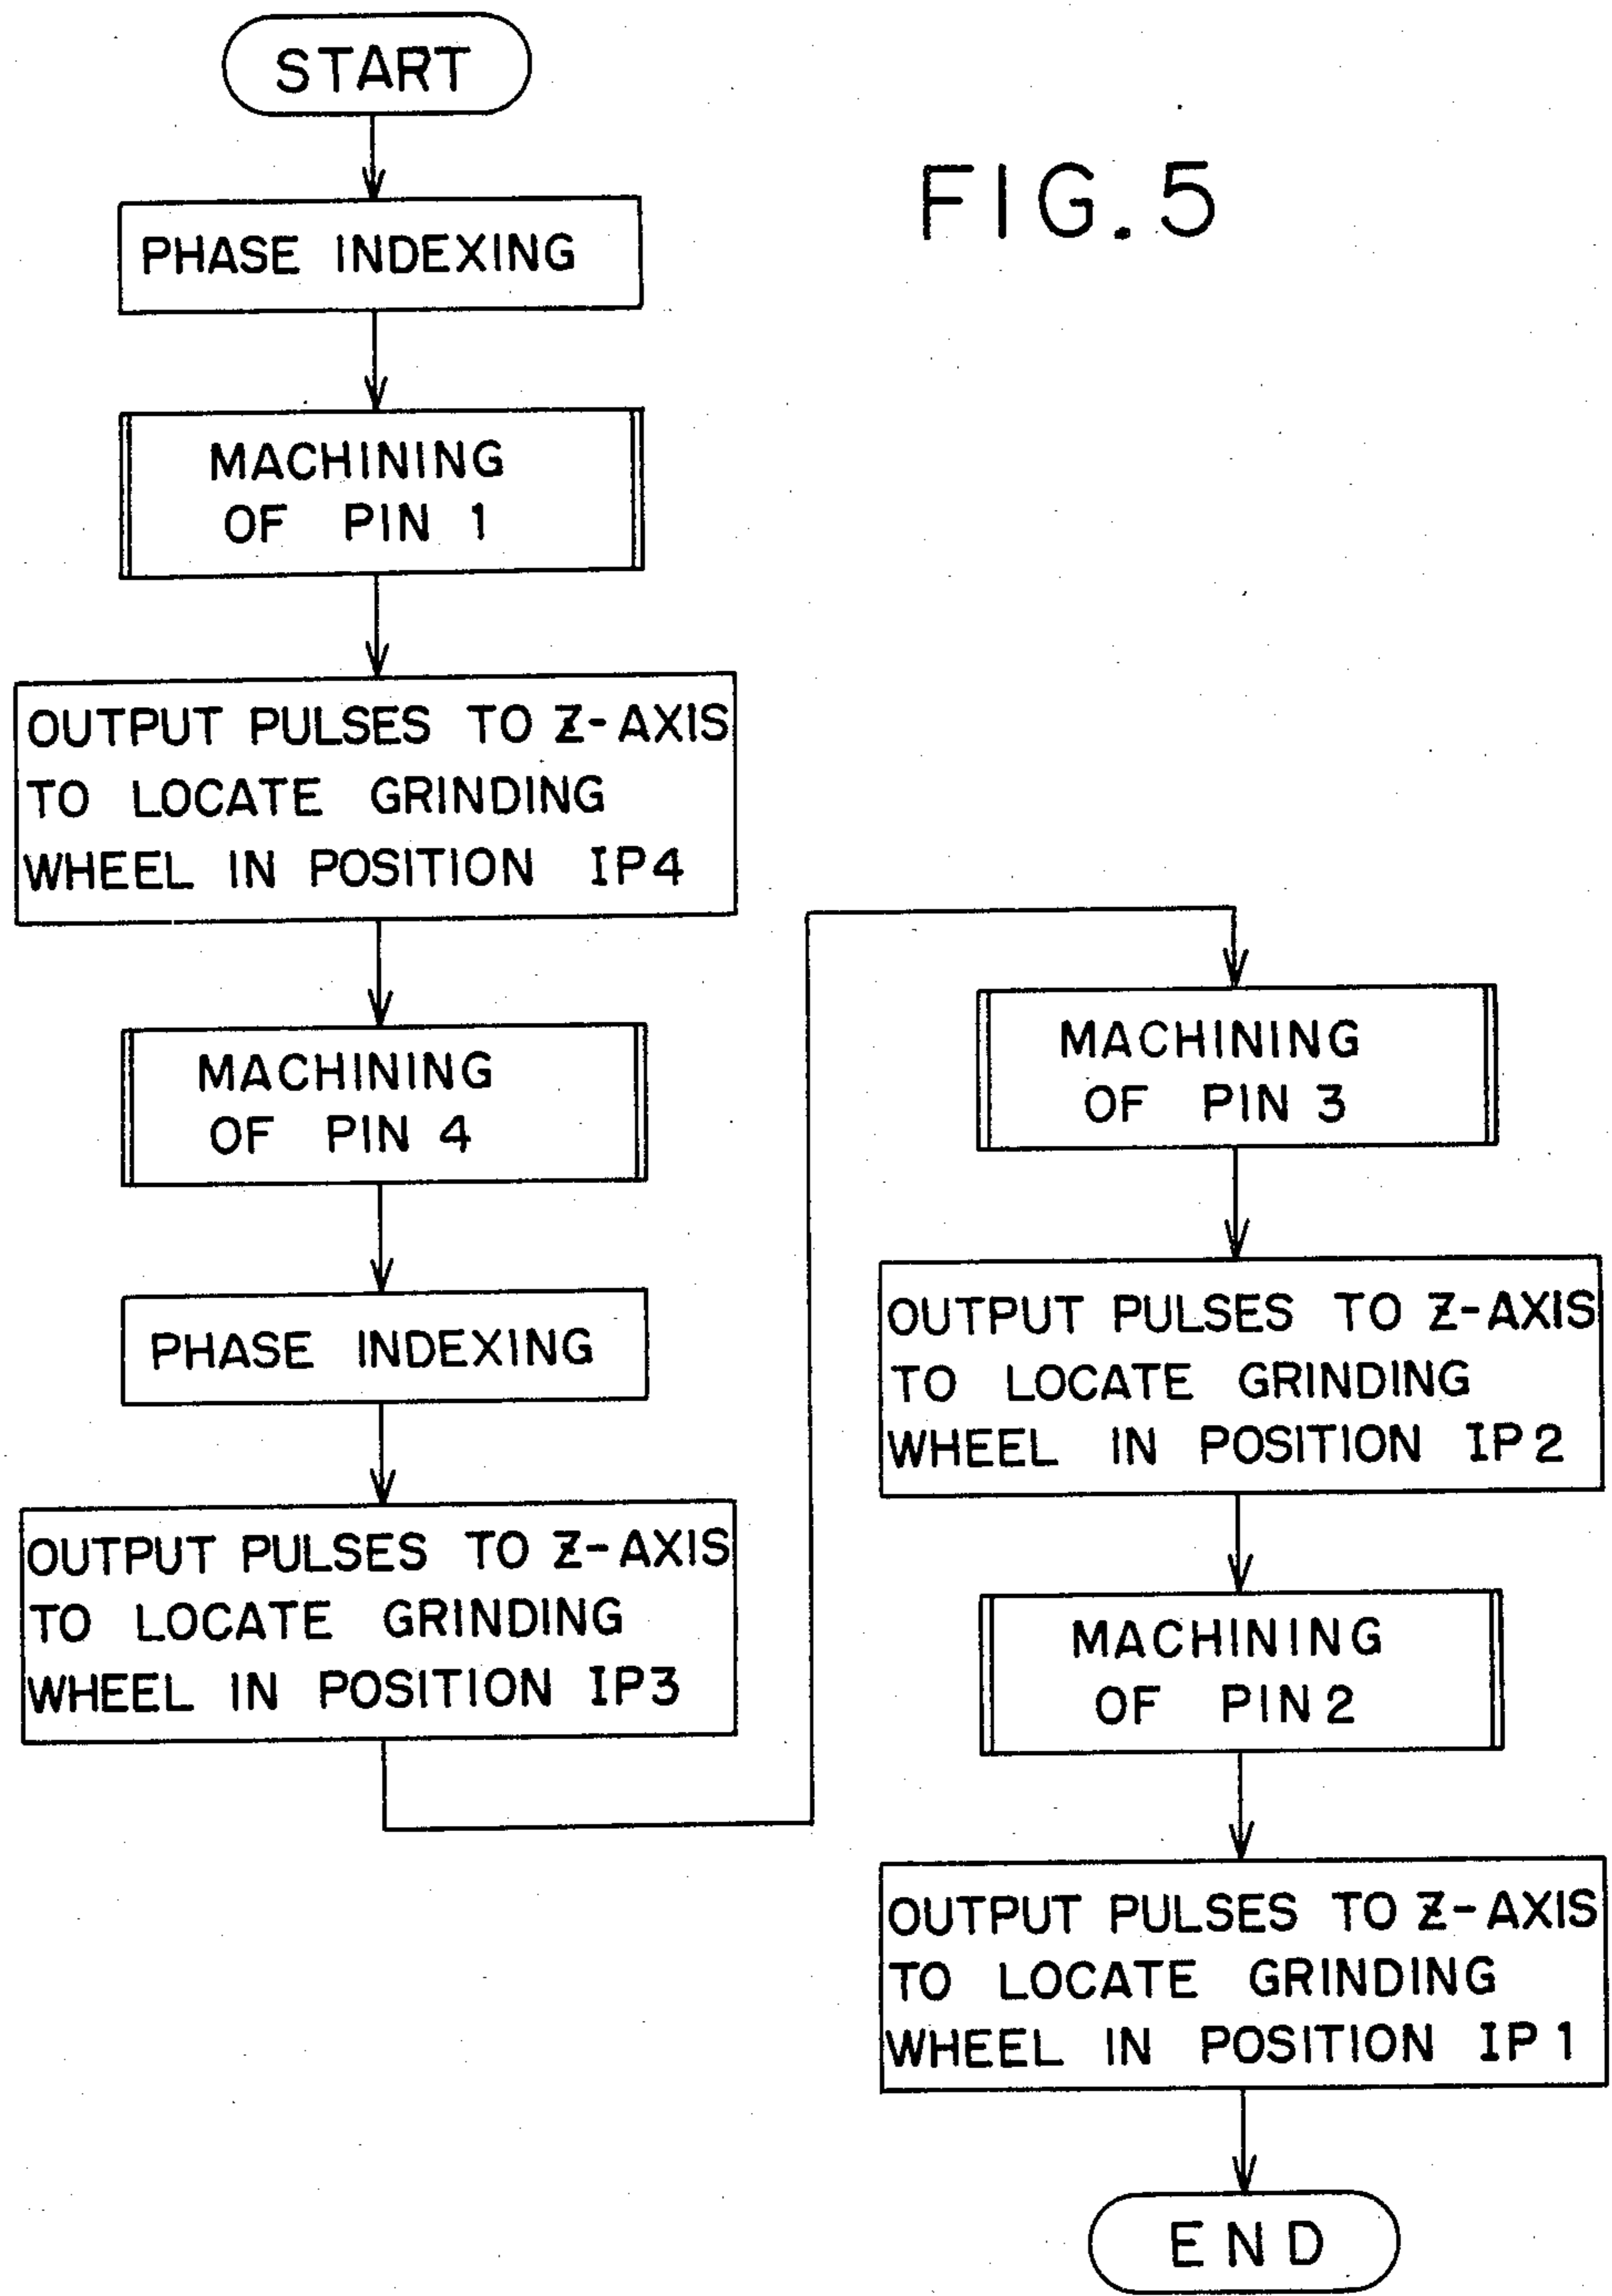 START
FIG. 5
PHASE INDEXING
MACHINING
OF PIN 1
OUTPUT PULSES TO Z-AXIS
TO LOCATE GRINDING
WHEEL IN POSITION IP4
MACHINING
OF PIN 4
PHASE INDEXING
OUTPUT PULSES TO Z-AXIS
TO LOCATE GRINDING
WHEEL IN POSITION IP3
MACHINING
OF PIN 3
OUTPUT PULSES TO Z-AXIS
TO LOCATE GRINDING
WHEEL IN POSITION IP2
MACHINING
OF PIN 2
OUTPUT PULSES TO Z-AXIS
TO LOCATE GRINDING
WHEEL IN POSITION IP1
END